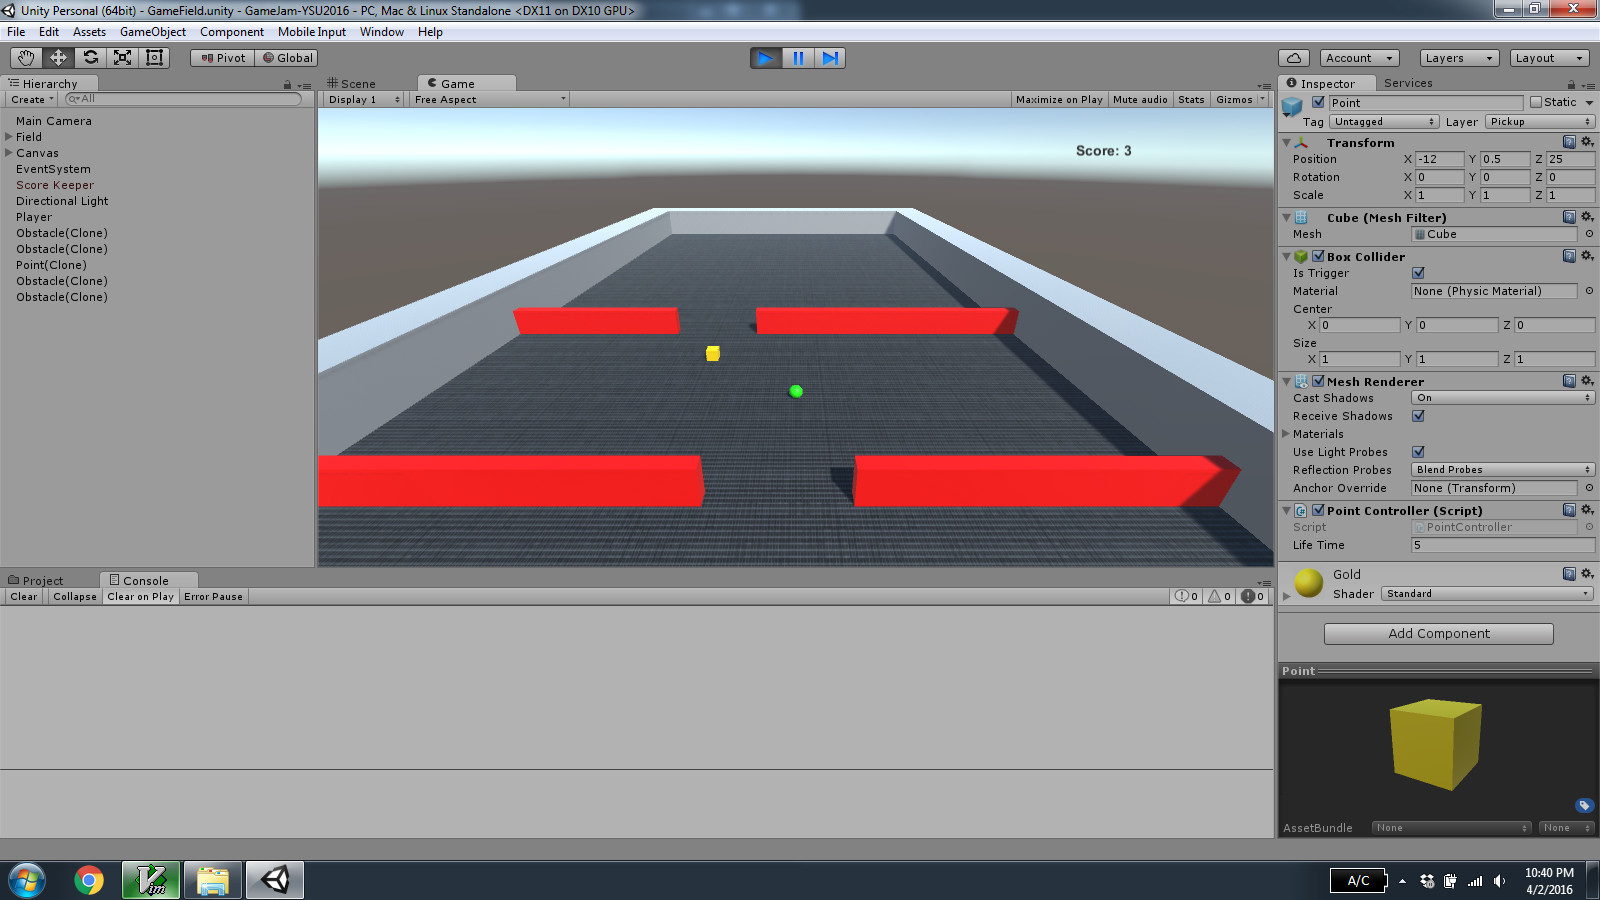 Unity Personal (64bit) - GameField.unity - GameJam-YSU2016 - PC, Mac & Linux Standalone <DX11 on DX10 GPU>
File Edit Assets GameObject Component Mobile Input Window Help
Pivot Global Account Layers Layout
Hierarchy
Create All
Main Camera
Field
Canvas
EventSystem
Score Keeper
Directional Light
Player
Obstacle(Clone)
Obstacle(Clone)
Point(Clone)
Obstacle(Clone)
Obstacle(Clone)
Scene Game
Display 1 Free Aspect Maximize on Play Mute audio Stats Gizmos
Score: 3
Inspector Services
Point Static
Tag Untagged Layer Pickup
Transform
Position X -12 Y 0.5 Z 25
Rotation X 0 Y 0 Z 0
Scale X 1 Y 1 Z 1
Cube (Mesh Filter)
Mesh Cube
Box Collider
Is Trigger
Material None (Physic Material)
Center
X 0 Y 0 Z 0
Size
X 1 Y 1 Z 1
Mesh Renderer
Cast Shadows On
Receive Shadows
Materials
Use Light Probes
Reflection Probes Blend Probes
Anchor Override None (Transform)
Point Controller (Script)
Script PointController
Life Time 5
Gold
Shader Standard
Add Component
Point
AssetBundle None None
Project Console
Clear Collapse Clear on Play Error Pause 0 0 0
Vim
A/C
10:40 PM
4/2/2016